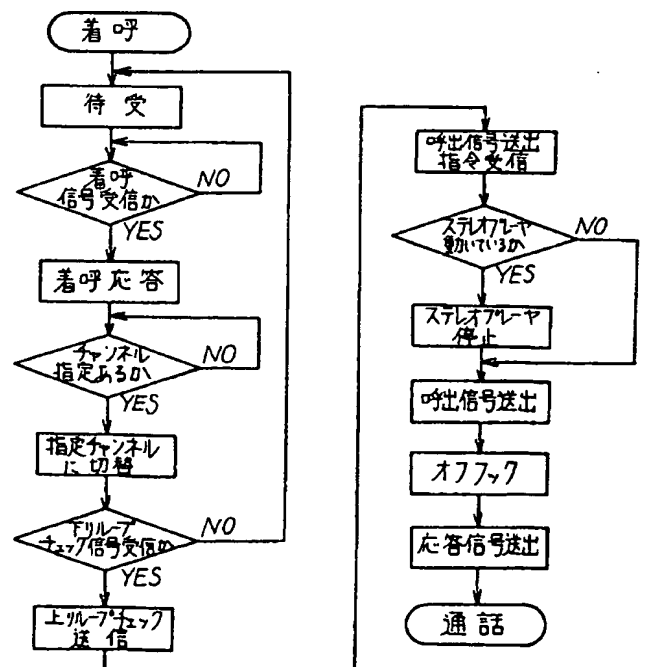 着呼
待受
着呼
信号受信か
NO
YES
着呼応答
チャンネル
指定あるか
NO
YES
指定チャンネル
に切替
下りループ
チェック信号受信か
NO
YES
上りループチェック
送信
呼出信号送出
指令受信
ステレオプレーヤ
動いているか
NO
YES
ステレオプレーヤ
停止
呼出信号送出
オフフック
応答信号送出
通話